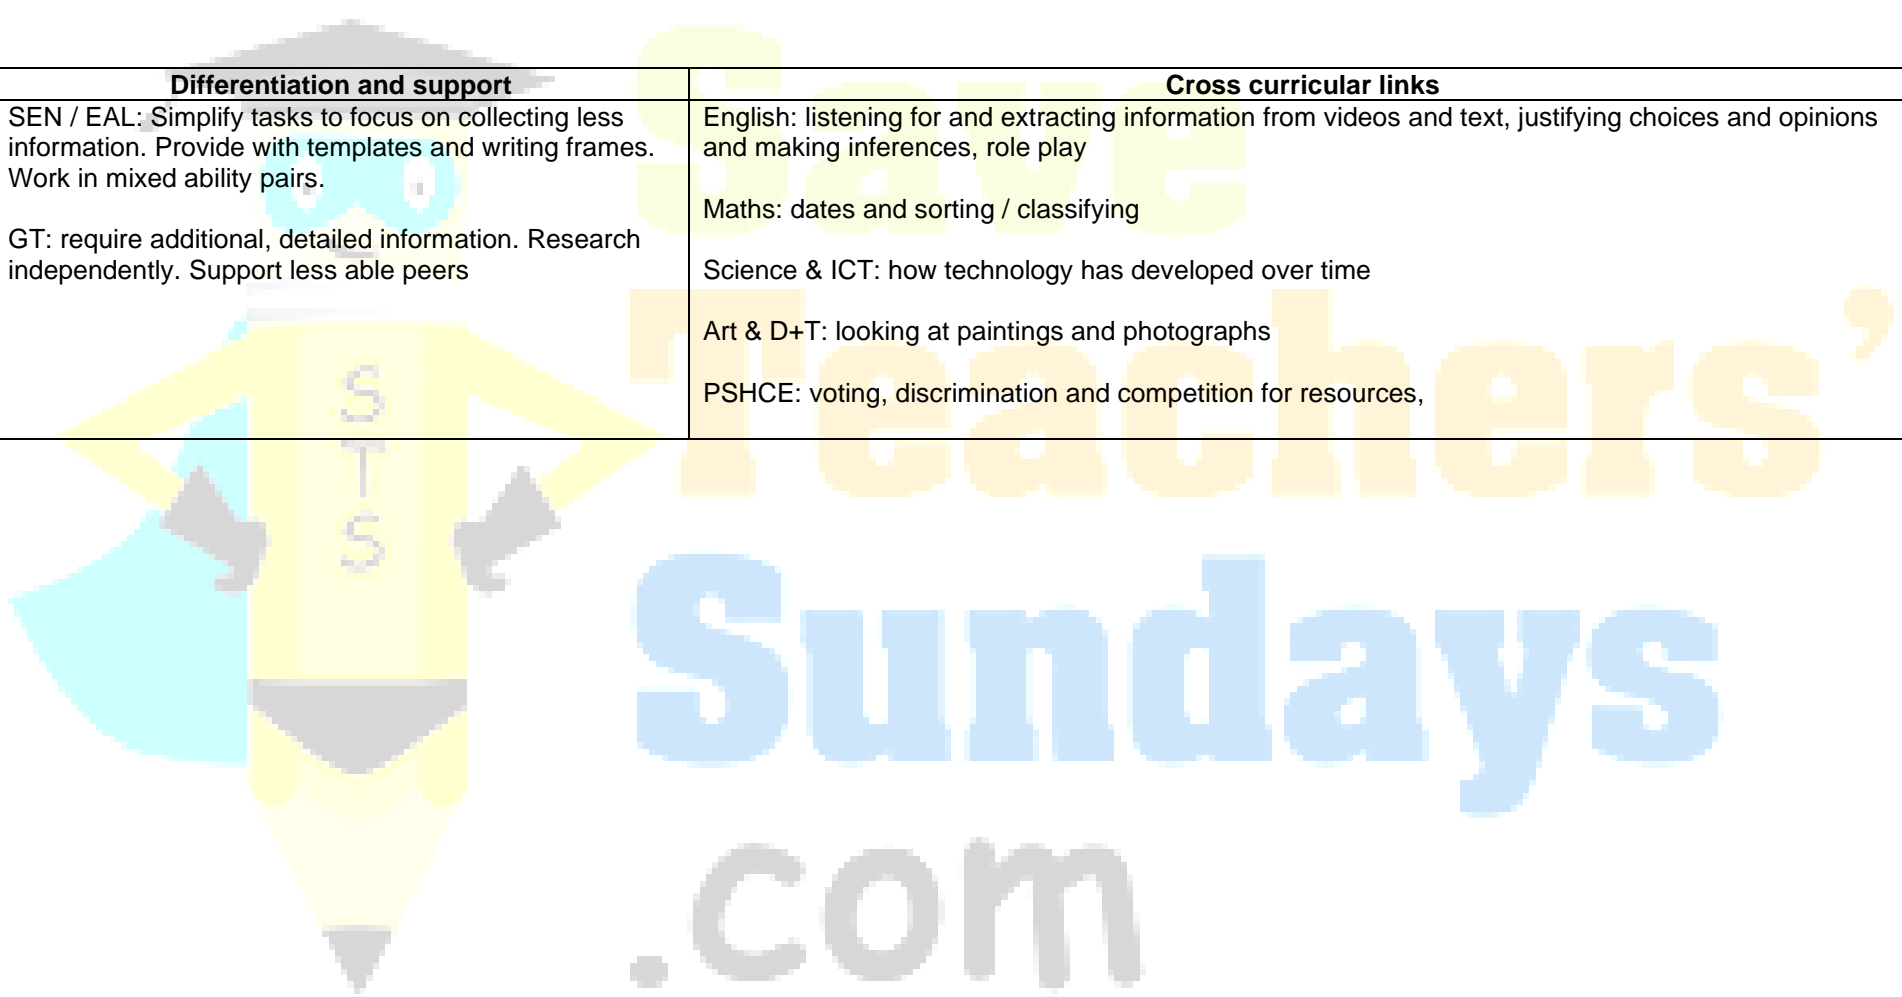 Differentiation and support
SEN / EAL: Simplify tasks to focus on collecting less
information. Provide with templates and writing frames.
Work in mixed ability pairs.
GT: require additional, detailed information. Research
independently. Support less able peers
Cross curricular links
English: listening for and extracting information from videos and text, justifying choices and opinions
and making inferences, role play
Maths: dates and sorting / classifying
Science & ICT: how technology has developed over time
Art & D+T: looking at paintings and photographs
PSHCE: voting, discrimination and competition for resources,
STS
Save
Teachers’
Sundays
.com